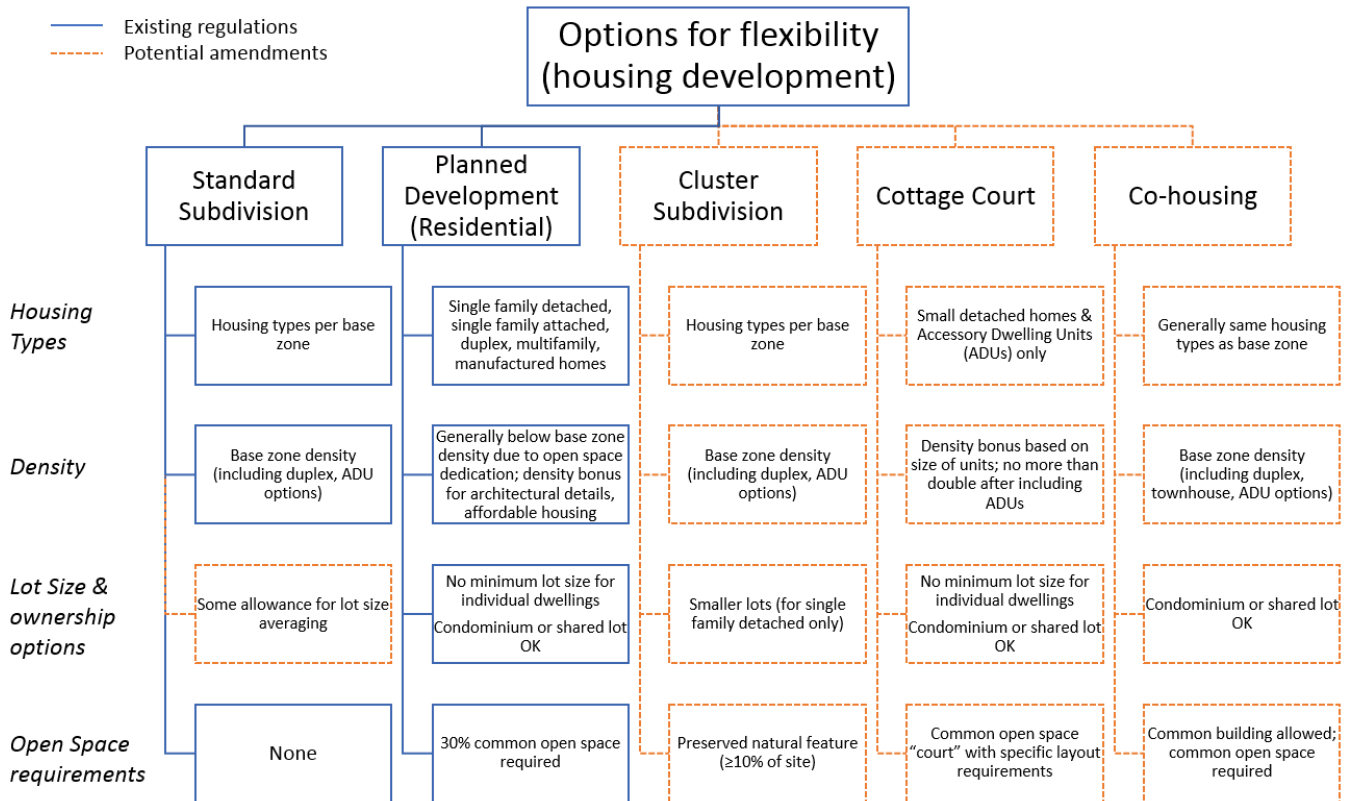 Existing regulations
Potential amendments
Options for flexibility
(housing development)
Standard
Subdivision
Planned
Development
(Residential)
Cluster
Subdivision
Cottage Court
Co-housing
Housing
Types
Housing types per base
zone
Single family detached,
single family attached,
duplex, multifamily,
manufactured homes
Housing types per base
zone
Small detached homes &
Accessory Dwelling Units
(ADUs) only
Generally same housing
types as base zone
Density
Base zone density
(including duplex, ADU
options)
Generally below base zone
density due to open space
dedication; density bonus
for architectural details,
affordable housing
Base zone density
(including duplex, ADU
options)
Density bonus based on
size of units; no more than
double after including
ADUs
Base zone density
(including duplex,
townhouse, ADU options)
Lot Size &
ownership
options
Some allowance for lot size
averaging
No minimum lot size for
individual dwellings
Condominium or shared lot
OK
Smaller lots (for single
family detached only)
No minimum lot size for
individual dwellings
Condominium or shared lot
OK
Condominium or shared lot
OK
Open Space
requirements
None
30% common open space
required
Preserved natural feature
(≥10% of site)
Common open space
“court” with specific layout
requirements
Common building allowed;
common open space
required